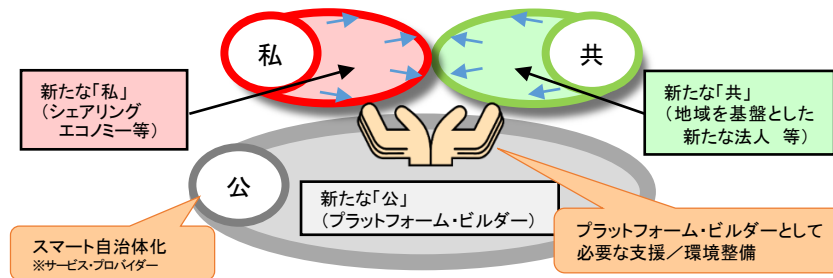 私
共
新たな「私」
（シェアリング
エコノミー等）
新たな「共」
（地域を基盤とした
新たな法人 等）
公
新たな「公」
（プラットフォーム・ビルダー）
スマート自治体化
※サービス・プロバイダー
プラットフォーム・ビルダーとして
必要な支援／環境整備